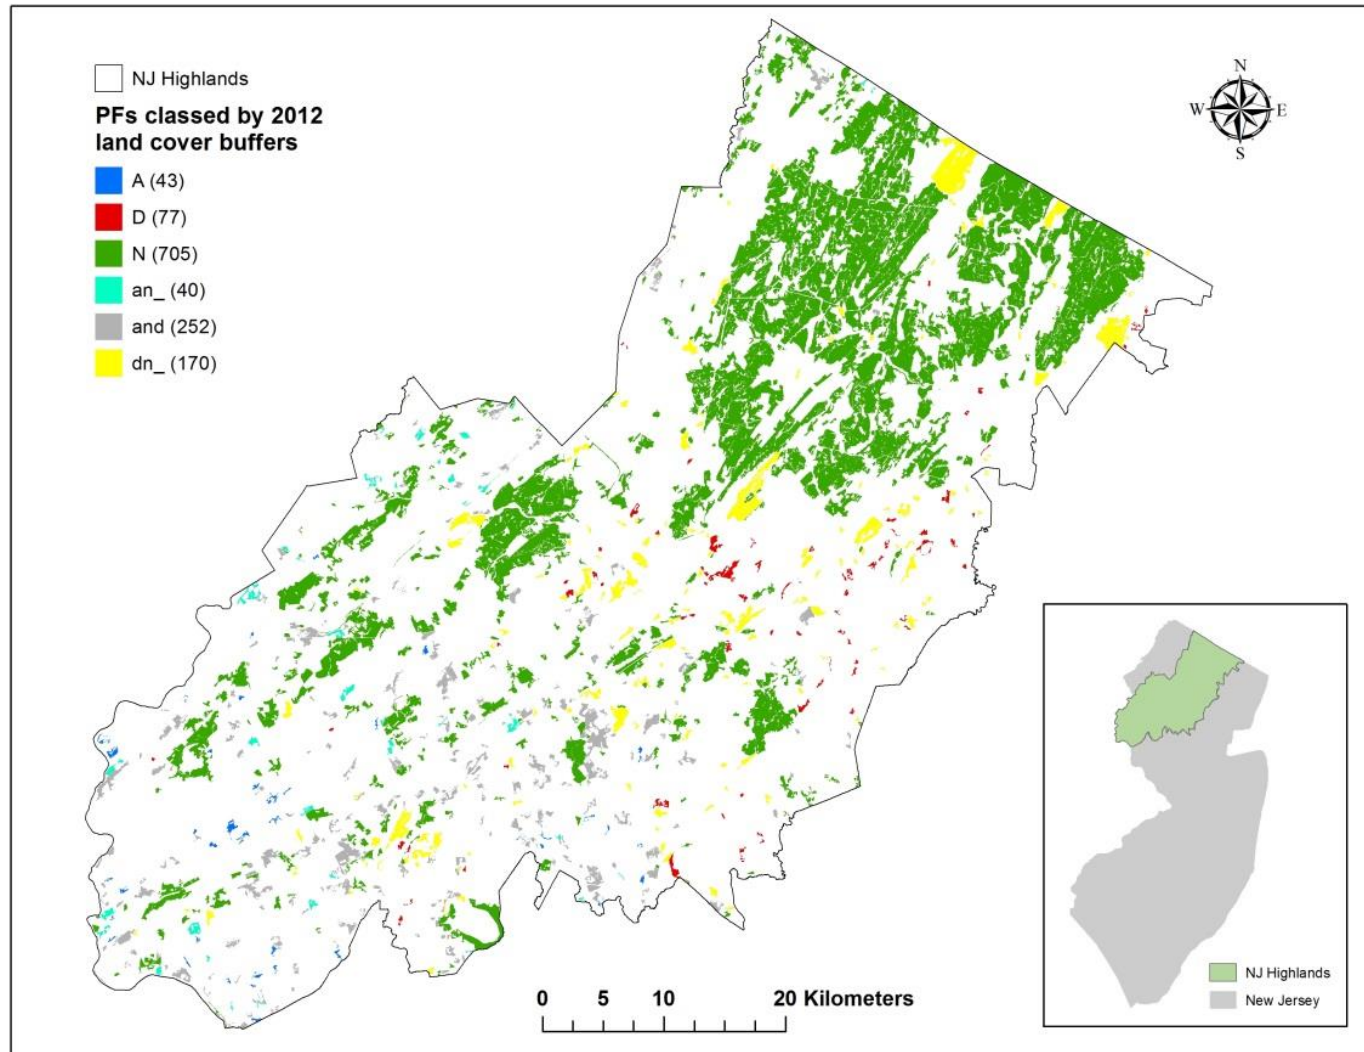 NJ Highlands
PFs classed by 2012
land cover buffers
A (43)
D (77)
N (705)
an_ (40)
and (252)
dn_ (170)
N
W E
S
0 5 10 20 Kilometers
NJ Highlands
New Jersey